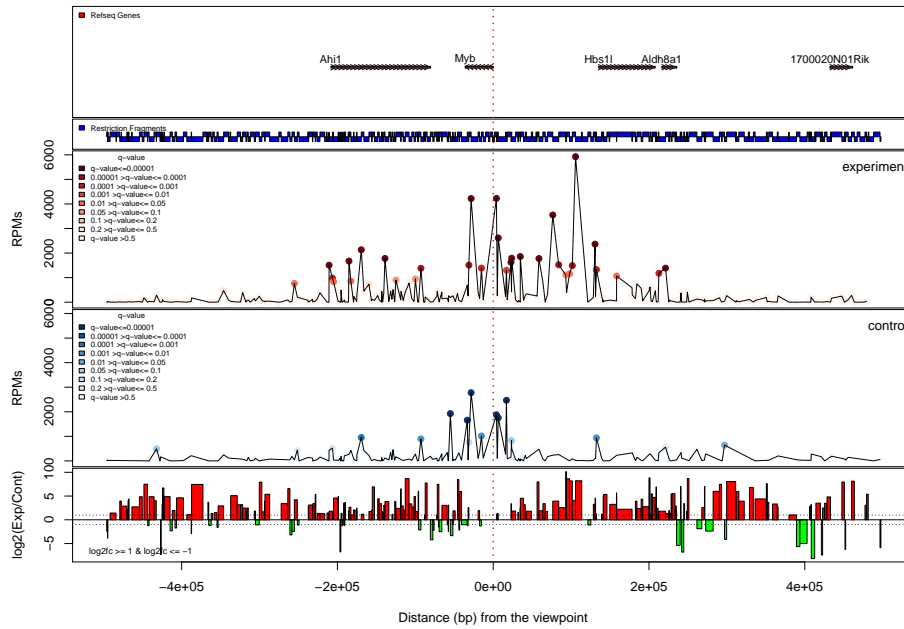 Refseq Genes
Ahi1
Myb
Hbs1l
Aldh8a1
1700020N01Rik
Restriction Fragments
experimen
q-value
q-value<=0.00001
0.00001 >q-value<= 0.0001
0.0001 >q-value<= 0.001
0.001 >q-value<= 0.01
0.01 >q-value<= 0.05
0.05 >q-value<= 0.1
0.1 >q-value<= 0.2
0.2 >q-value<= 0.5
q-value >0.5
RPMs
6000
4000
2000
0
contro
q-value
q-value<=0.00001
0.00001 >q-value<= 0.0001
0.0001 >q-value<= 0.001
0.001 >q-value<= 0.01
0.01 >q-value<= 0.05
0.05 >q-value<= 0.1
0.1 >q-value<= 0.2
0.2 >q-value<= 0.5
q-value >0.5
RPMs
6000
4000
2000
0
log2(Exp/Cont)
10
5
0
-5
log2fc >= 1 & log2fc <= -1
-4e+05
-2e+05
0e+00
2e+05
4e+05
Distance (bp) from the viewpoint